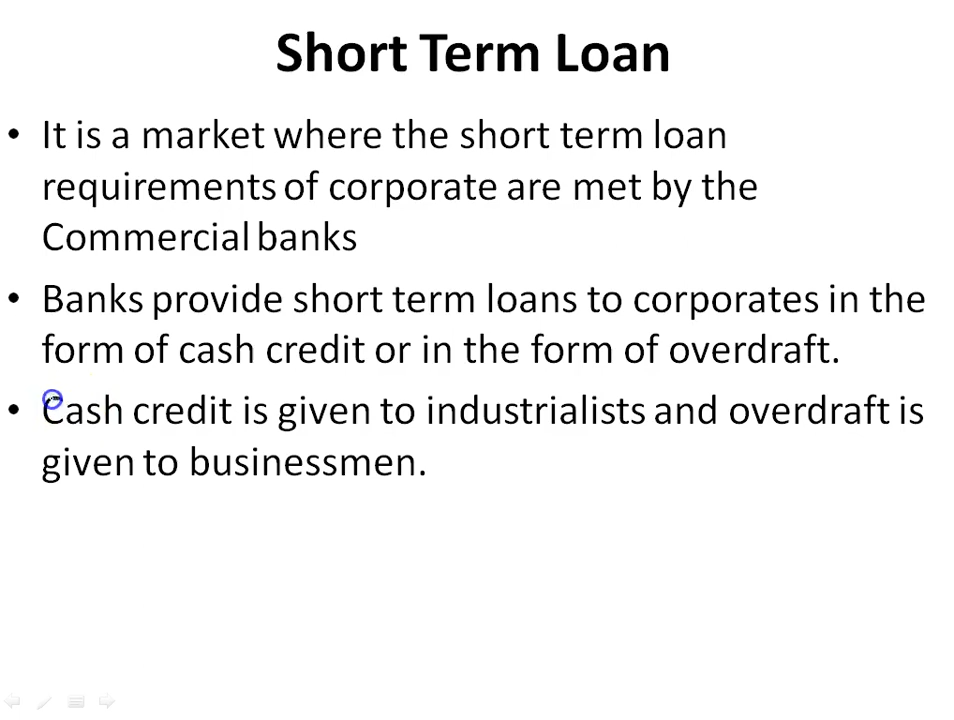 Short Term Loan
• It is a market where the short term loan
requirements of corporate are met by the
Commercial banks
• Banks provide short term loans to corporates in the
form of cash credit or in the form of overdraft.
• Cash credit is given to industrialists and overdraft is
given to businessmen.